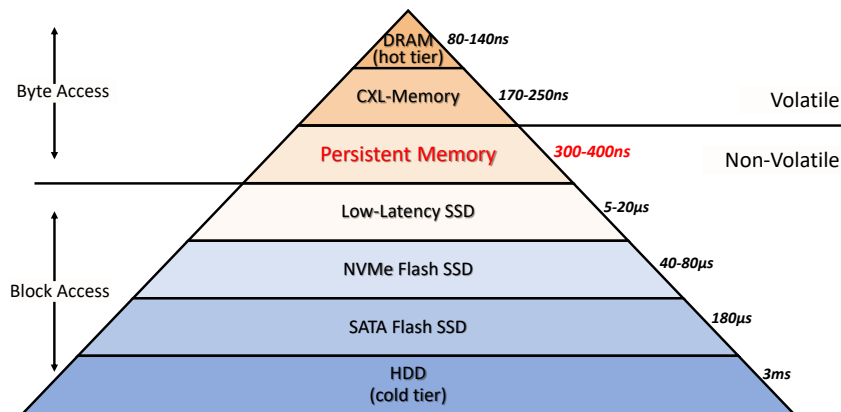 DRAM
(hot tier)
80-140ns
Byte Access
CXL-Memory
170-250ns
Volatile
Persistent Memory
300-400ns
Non-Volatile
Low-Latency SSD
5-20µs
NVMe Flash SSD
40-80µs
Block Access
SATA Flash SSD
180µs
HDD
(cold tier)
3ms